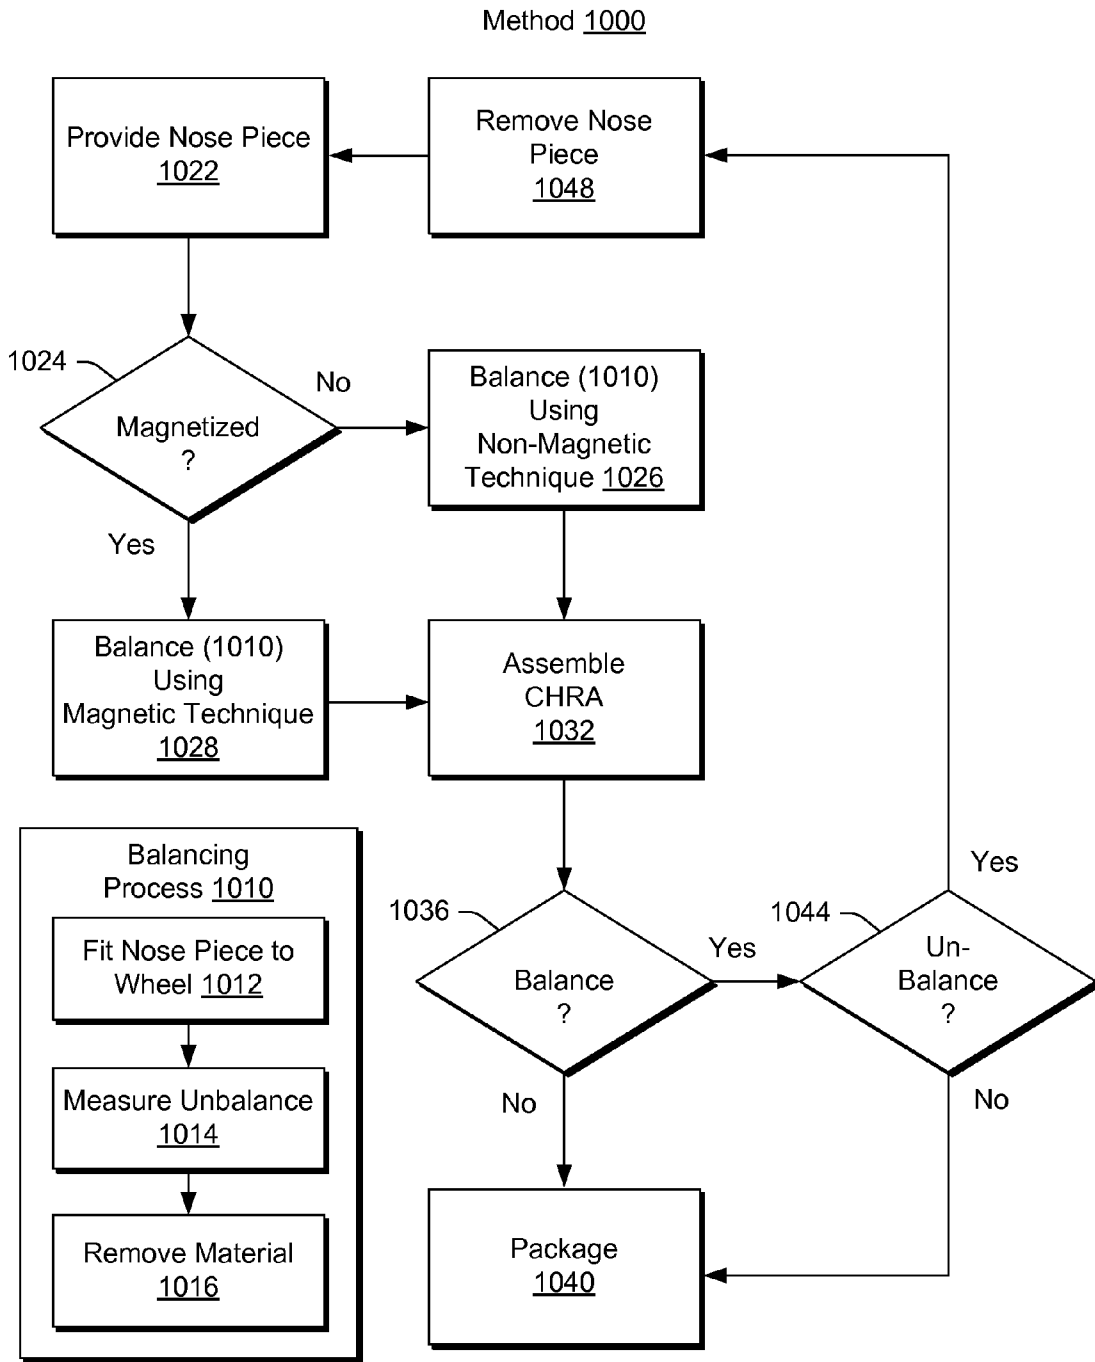 Method 1000
Provide Nose Piece
1022
Remove Nose
Piece
1048
1024
Magnetized
?
No
Yes
Balance (1010)
Using
Non-Magnetic
Technique 1026
Balance (1010)
Using
Magnetic Technique
1028
Assemble
CHRA
1032
Balancing
Process 1010
Fit Nose Piece to
Wheel 1012
Measure Unbalance
1014
Remove Material
1016
1036
Balance
?
Yes
No
1044
Un-
Balance
?
Yes
No
Package
1040